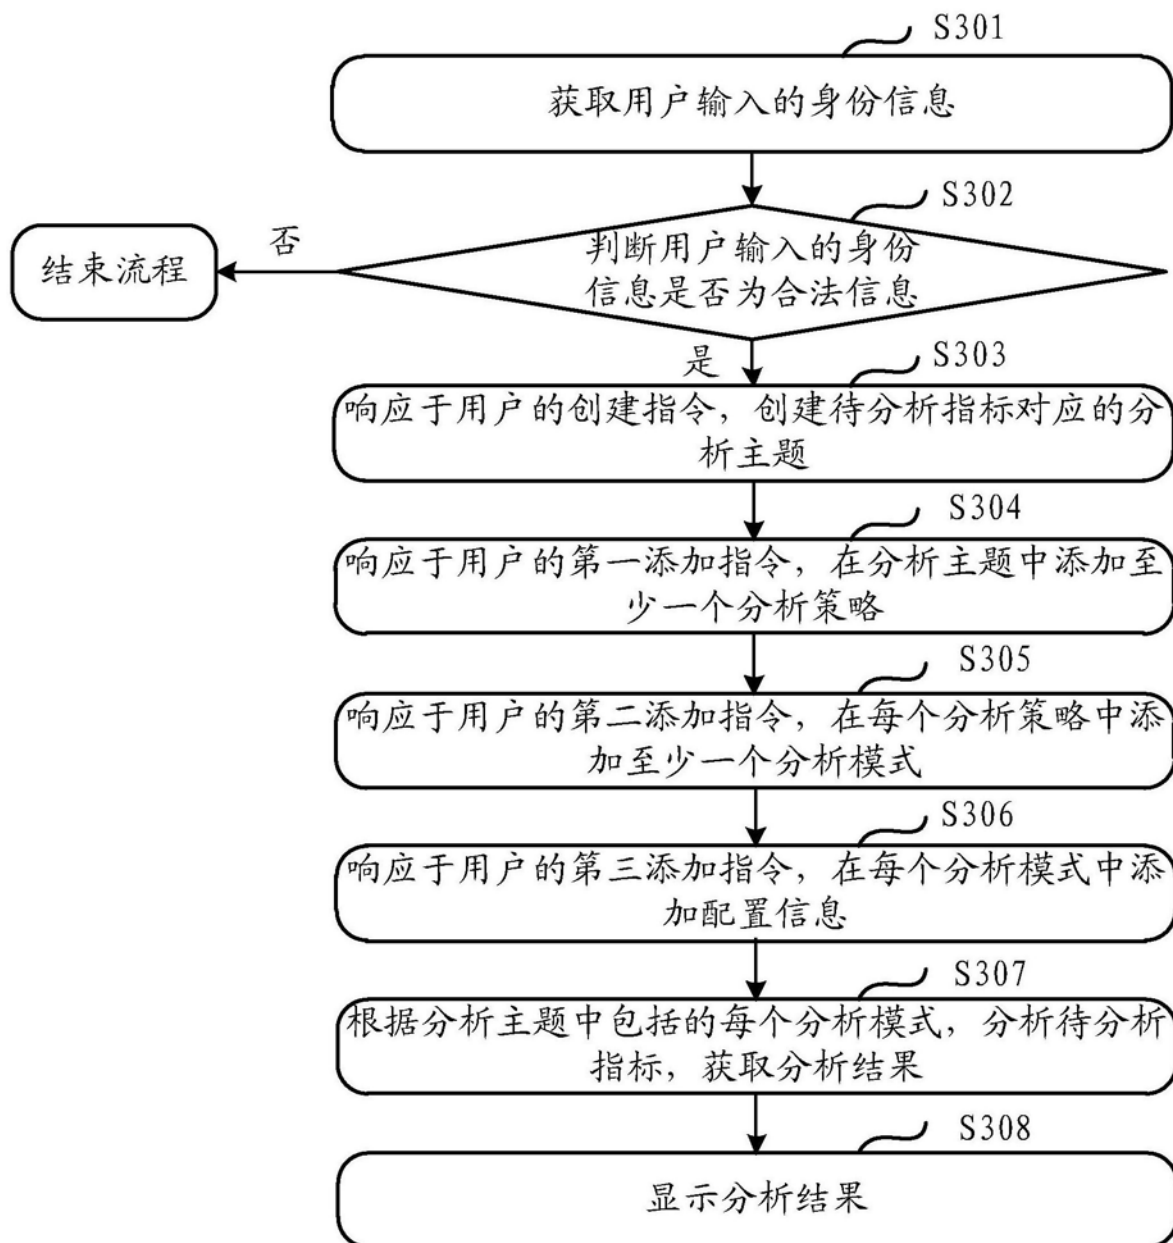 S301
获取用户输入的身份信息
S302
判断用户输入的身份
信息是否为合法信息
否
结束流程
是
S303
响应于用户的创建指令，创建待分析指标对应的分
析主题
S304
响应于用户的第一添加指令，在分析主题中添加至
少一个分析策略
S305
响应于用户的第二添加指令，在每个分析策略中添
加至少一个分析模式
S306
响应于用户的第三添加指令，在每个分析模式中添
加配置信息
S307
根据分析主题中包括的每个分析模式，分析待分析
指标，获取分析结果
S308
显示分析结果